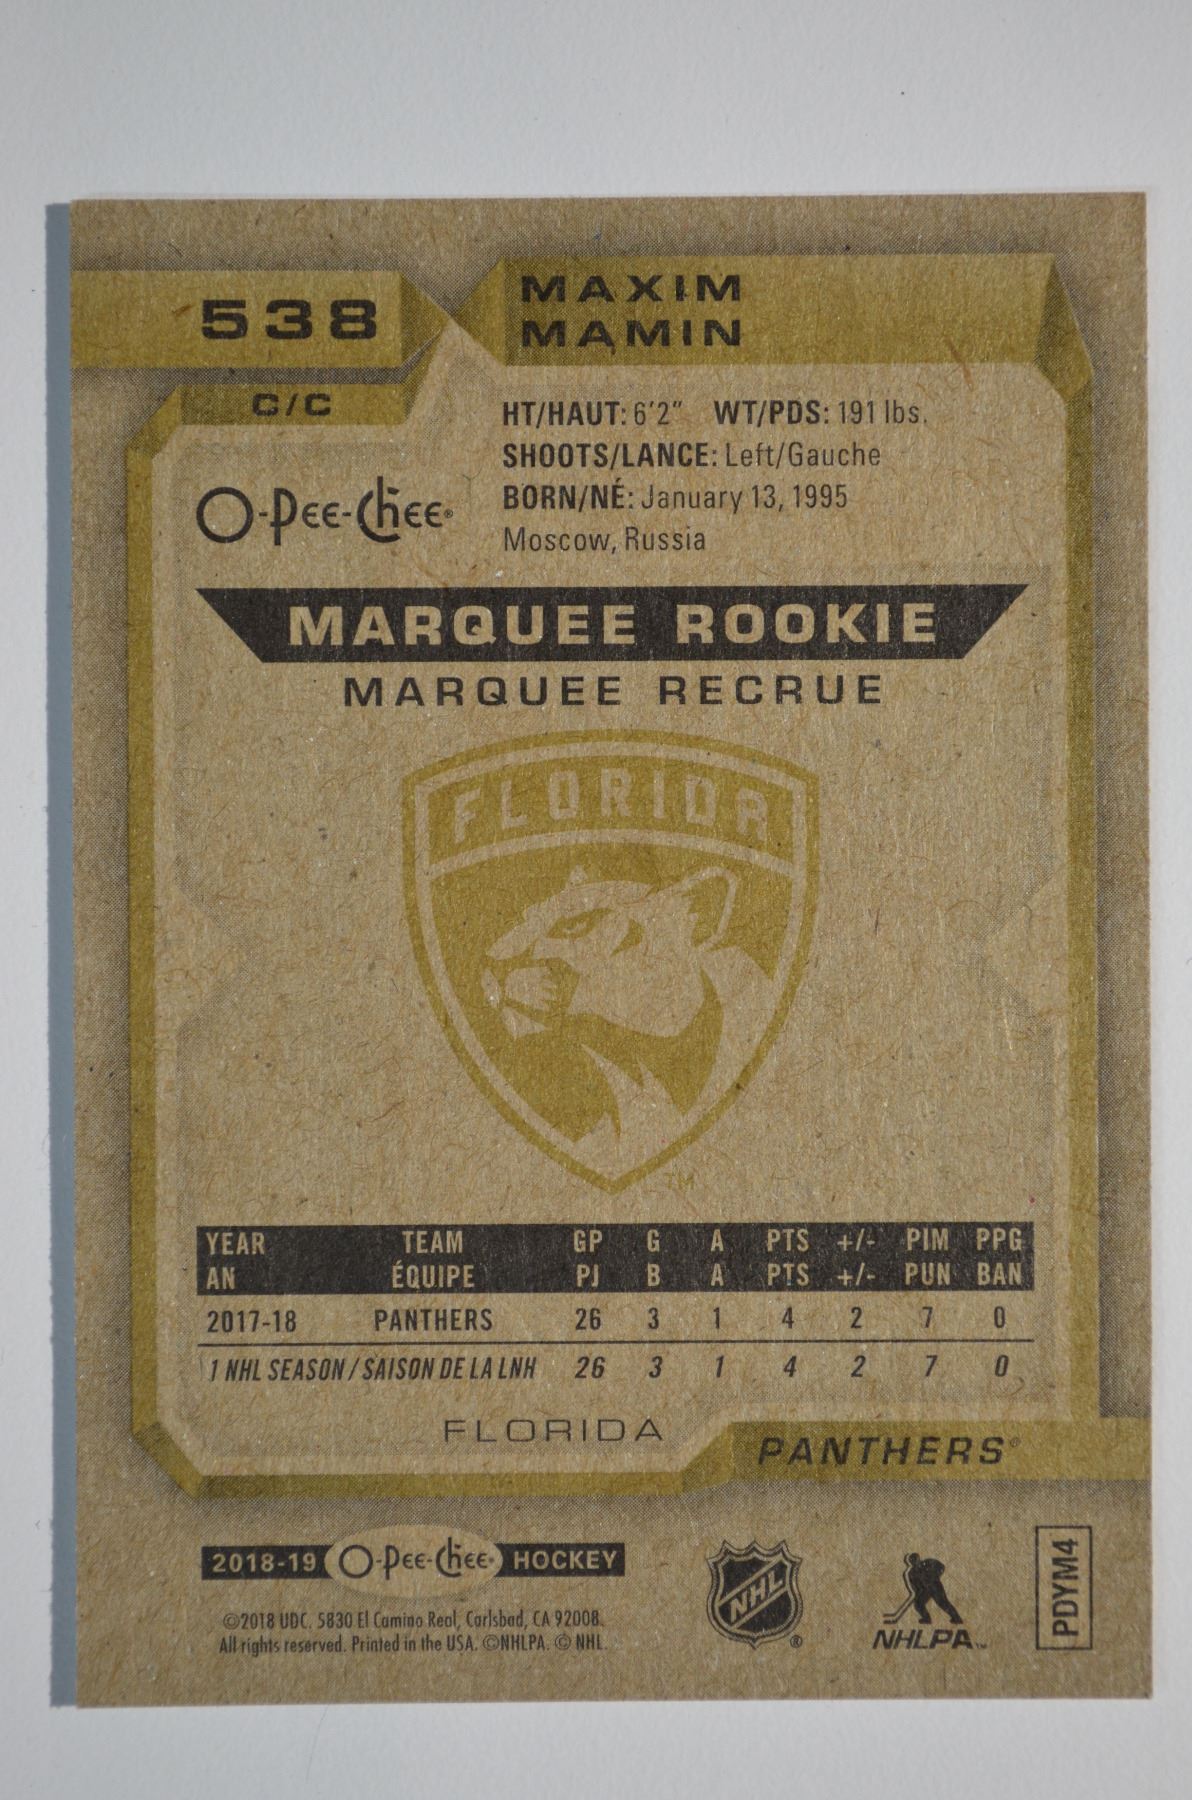 538
MAXIM
MAMIN
C/C
HT/HAUT: 6'2" WT/PDS: 191 lbs.
SHOOTS/LANCE: Left/Gauche
BORN/NÉ: January 13, 1995
Moscow, Russia
O-Pee-Chee®
MARQUEE ROOKIE
MARQUEE RECRUE
FLORIDA
TM
YEAR TEAM GP G A PTS +/- PIM PPG
AN ÉQUIPE PJ B A PTS +/- PUN BAN
2017-18 PANTHERS 26 3 1 4 2 7 0
1 NHL SEASON / SAISON DE LA LNH 26 3 1 4 2 7 0
FLORIDA
PANTHERS®
2018-19 O-Pee-Chee® HOCKEY
©2018 UDC. 5830 El Camino Real, Carlsbad, CA 92008.
All rights reserved. Printed in the USA. ©NHLPA. © NHL.
NHL ®
NHLPA™
PDYM4